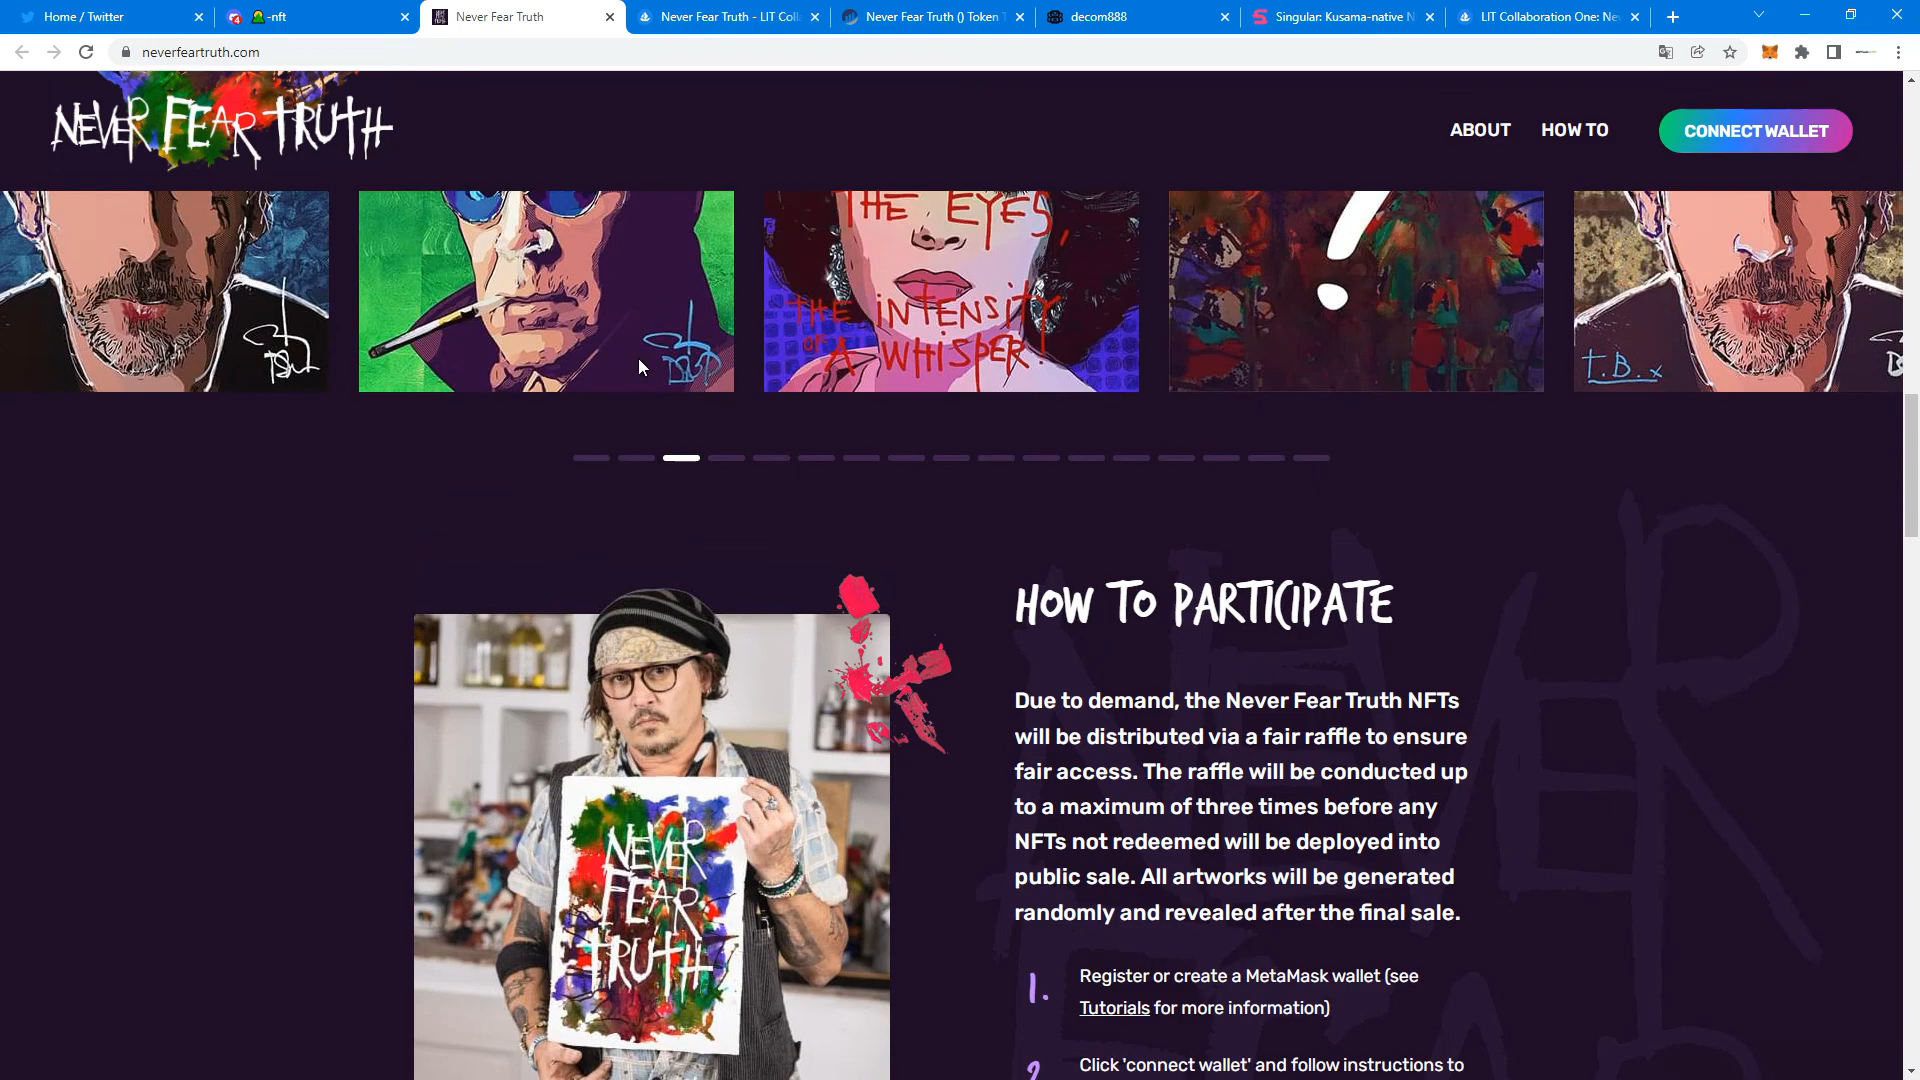 Home / Twitter
-nft
Never Fear Truth
Never Fear Truth - LIT Coll
Never Fear Truth () Token T
decom888
Singular: Kusama-native N
LIT Collaboration One: Nev
neverfeartruth.com
NEVER FEAR TRUTH
ABOUT
HOW TO
CONNECT WALLET
THE EYES,
THE INTENSITY
OF A WHISPER!
?
T.B.x
HOW TO PARTICIPATE
Due to demand, the Never Fear Truth NFTs
will be distributed via a fair raffle to ensure
fair access. The raffle will be conducted up
to a maximum of three times before any
NFTs not redeemed will be deployed into
public sale. All artworks will be generated
randomly and revealed after the final sale.
NEVER
FEAR
TRUTH
1.
Register or create a MetaMask wallet (see
Tutorials for more information)
2
Click 'connect wallet' and follow instructions to
NEVER
FEAR